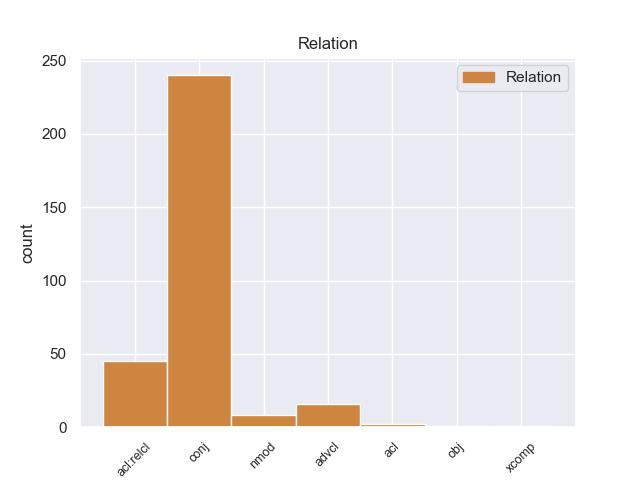 Relation
Relation
count
250
200
150
100
50
0
acl:relcl
conj
nmod
advcl
acl
obj
xcomp